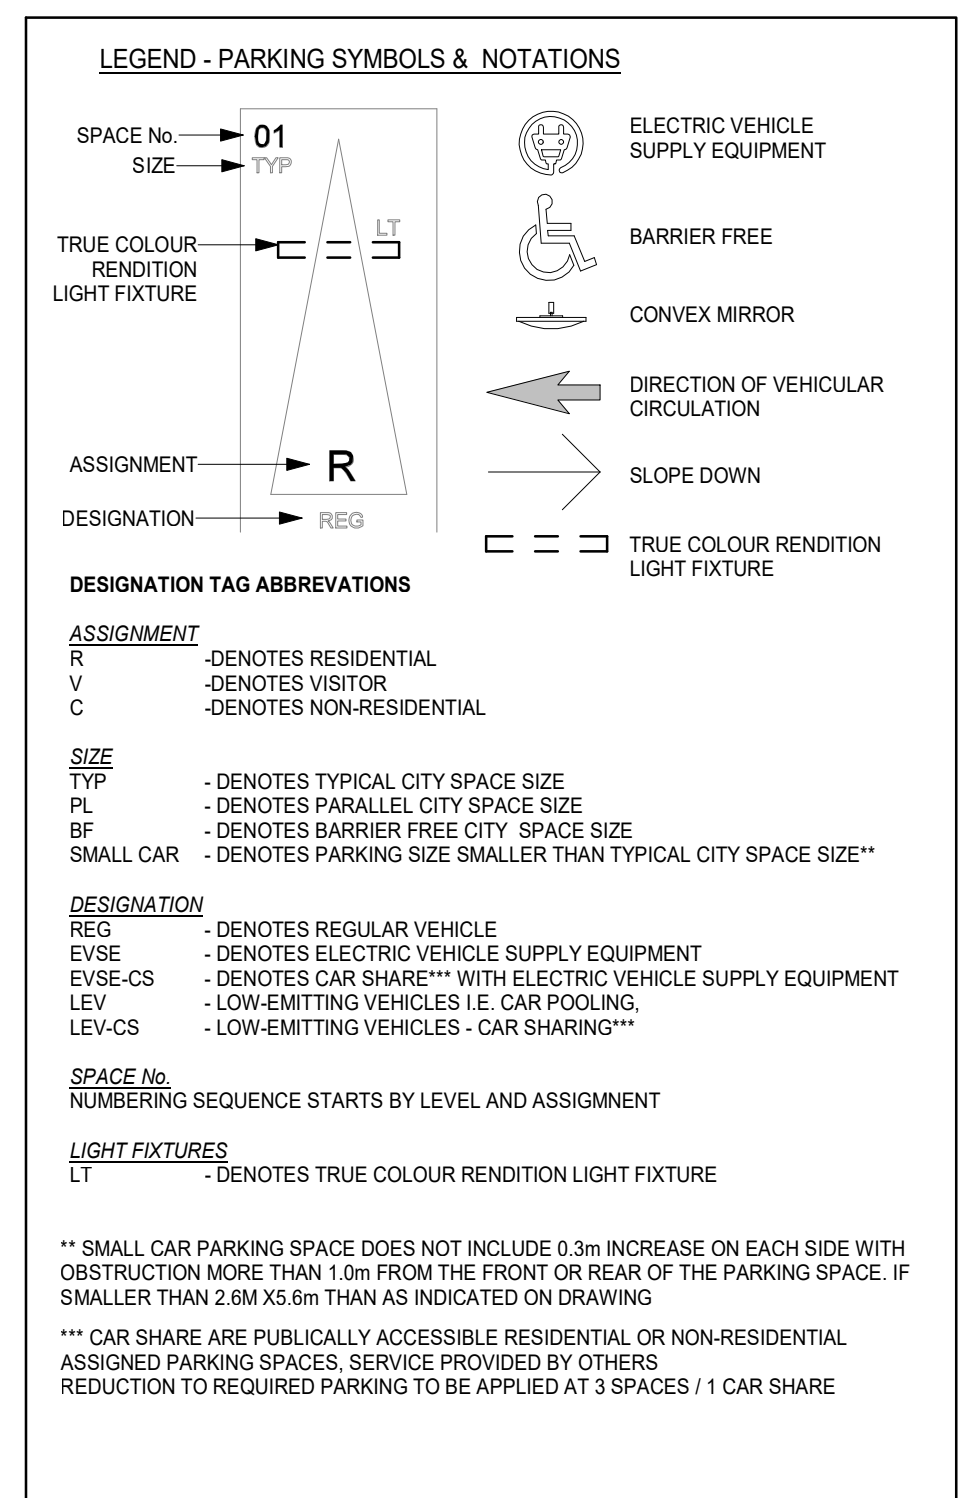 LEGEND - PARKING SYMBOLS & NOTATIONS
SPACE No.
01
SIZE
TYP
LT
TRUE COLOUR
RENDITION
LIGHT FIXTURE
ASSIGNMENT
R
DESIGNATION
REG
ELECTRIC VEHICLE
SUPPLY EQUIPMENT
BARRIER FREE
CONVEX MIRROR
DIRECTION OF VEHICULAR
CIRCULATION
SLOPE DOWN
TRUE COLOUR RENDITION
LIGHT FIXTURE
DESIGNATION TAG ABBREVATIONS
ASSIGNMENT
R -DENOTES RESIDENTIAL
V -DENOTES VISITOR
C -DENOTES NON-RESIDENTIAL
SIZE
TYP - DENOTES TYPICAL CITY SPACE SIZE
PL - DENOTES PARALLEL CITY SPACE SIZE
BF - DENOTES BARRIER FREE CITY SPACE SIZE
SMALL CAR - DENOTES PARKING SIZE SMALLER THAN TYPICAL CITY SPACE SIZE**
DESIGNATION
REG - DENOTES REGULAR VEHICLE
EVSE - DENOTES ELECTRIC VEHICLE SUPPLY EQUIPMENT
EVSE-CS - DENOTES CAR SHARE*** WITH ELECTRIC VEHICLE SUPPLY EQUIPMENT
LEV - LOW-EMITTING VEHICLES I.E. CAR POOLING,
LEV-CS - LOW-EMITTING VEHICLES - CAR SHARING***
SPACE No.
NUMBERING SEQUENCE STARTS BY LEVEL AND ASSIGMNENT
LIGHT FIXTURES
LT - DENOTES TRUE COLOUR RENDITION LIGHT FIXTURE
** SMALL CAR PARKING SPACE DOES NOT INCLUDE 0.3m INCREASE ON EACH SIDE WITH
OBSTRUCTION MORE THAN 1.0m FROM THE FRONT OR REAR OF THE PARKING SPACE. IF
SMALLER THAN 2.6M X5.6m THAN AS INDICATED ON DRAWING
*** CAR SHARE ARE PUBLICALLY ACCESSIBLE RESIDENTIAL OR NON-RESIDENTIAL
ASSIGNED PARKING SPACES, SERVICE PROVIDED BY OTHERS
REDUCTION TO REQUIRED PARKING TO BE APPLIED AT 3 SPACES / 1 CAR SHARE